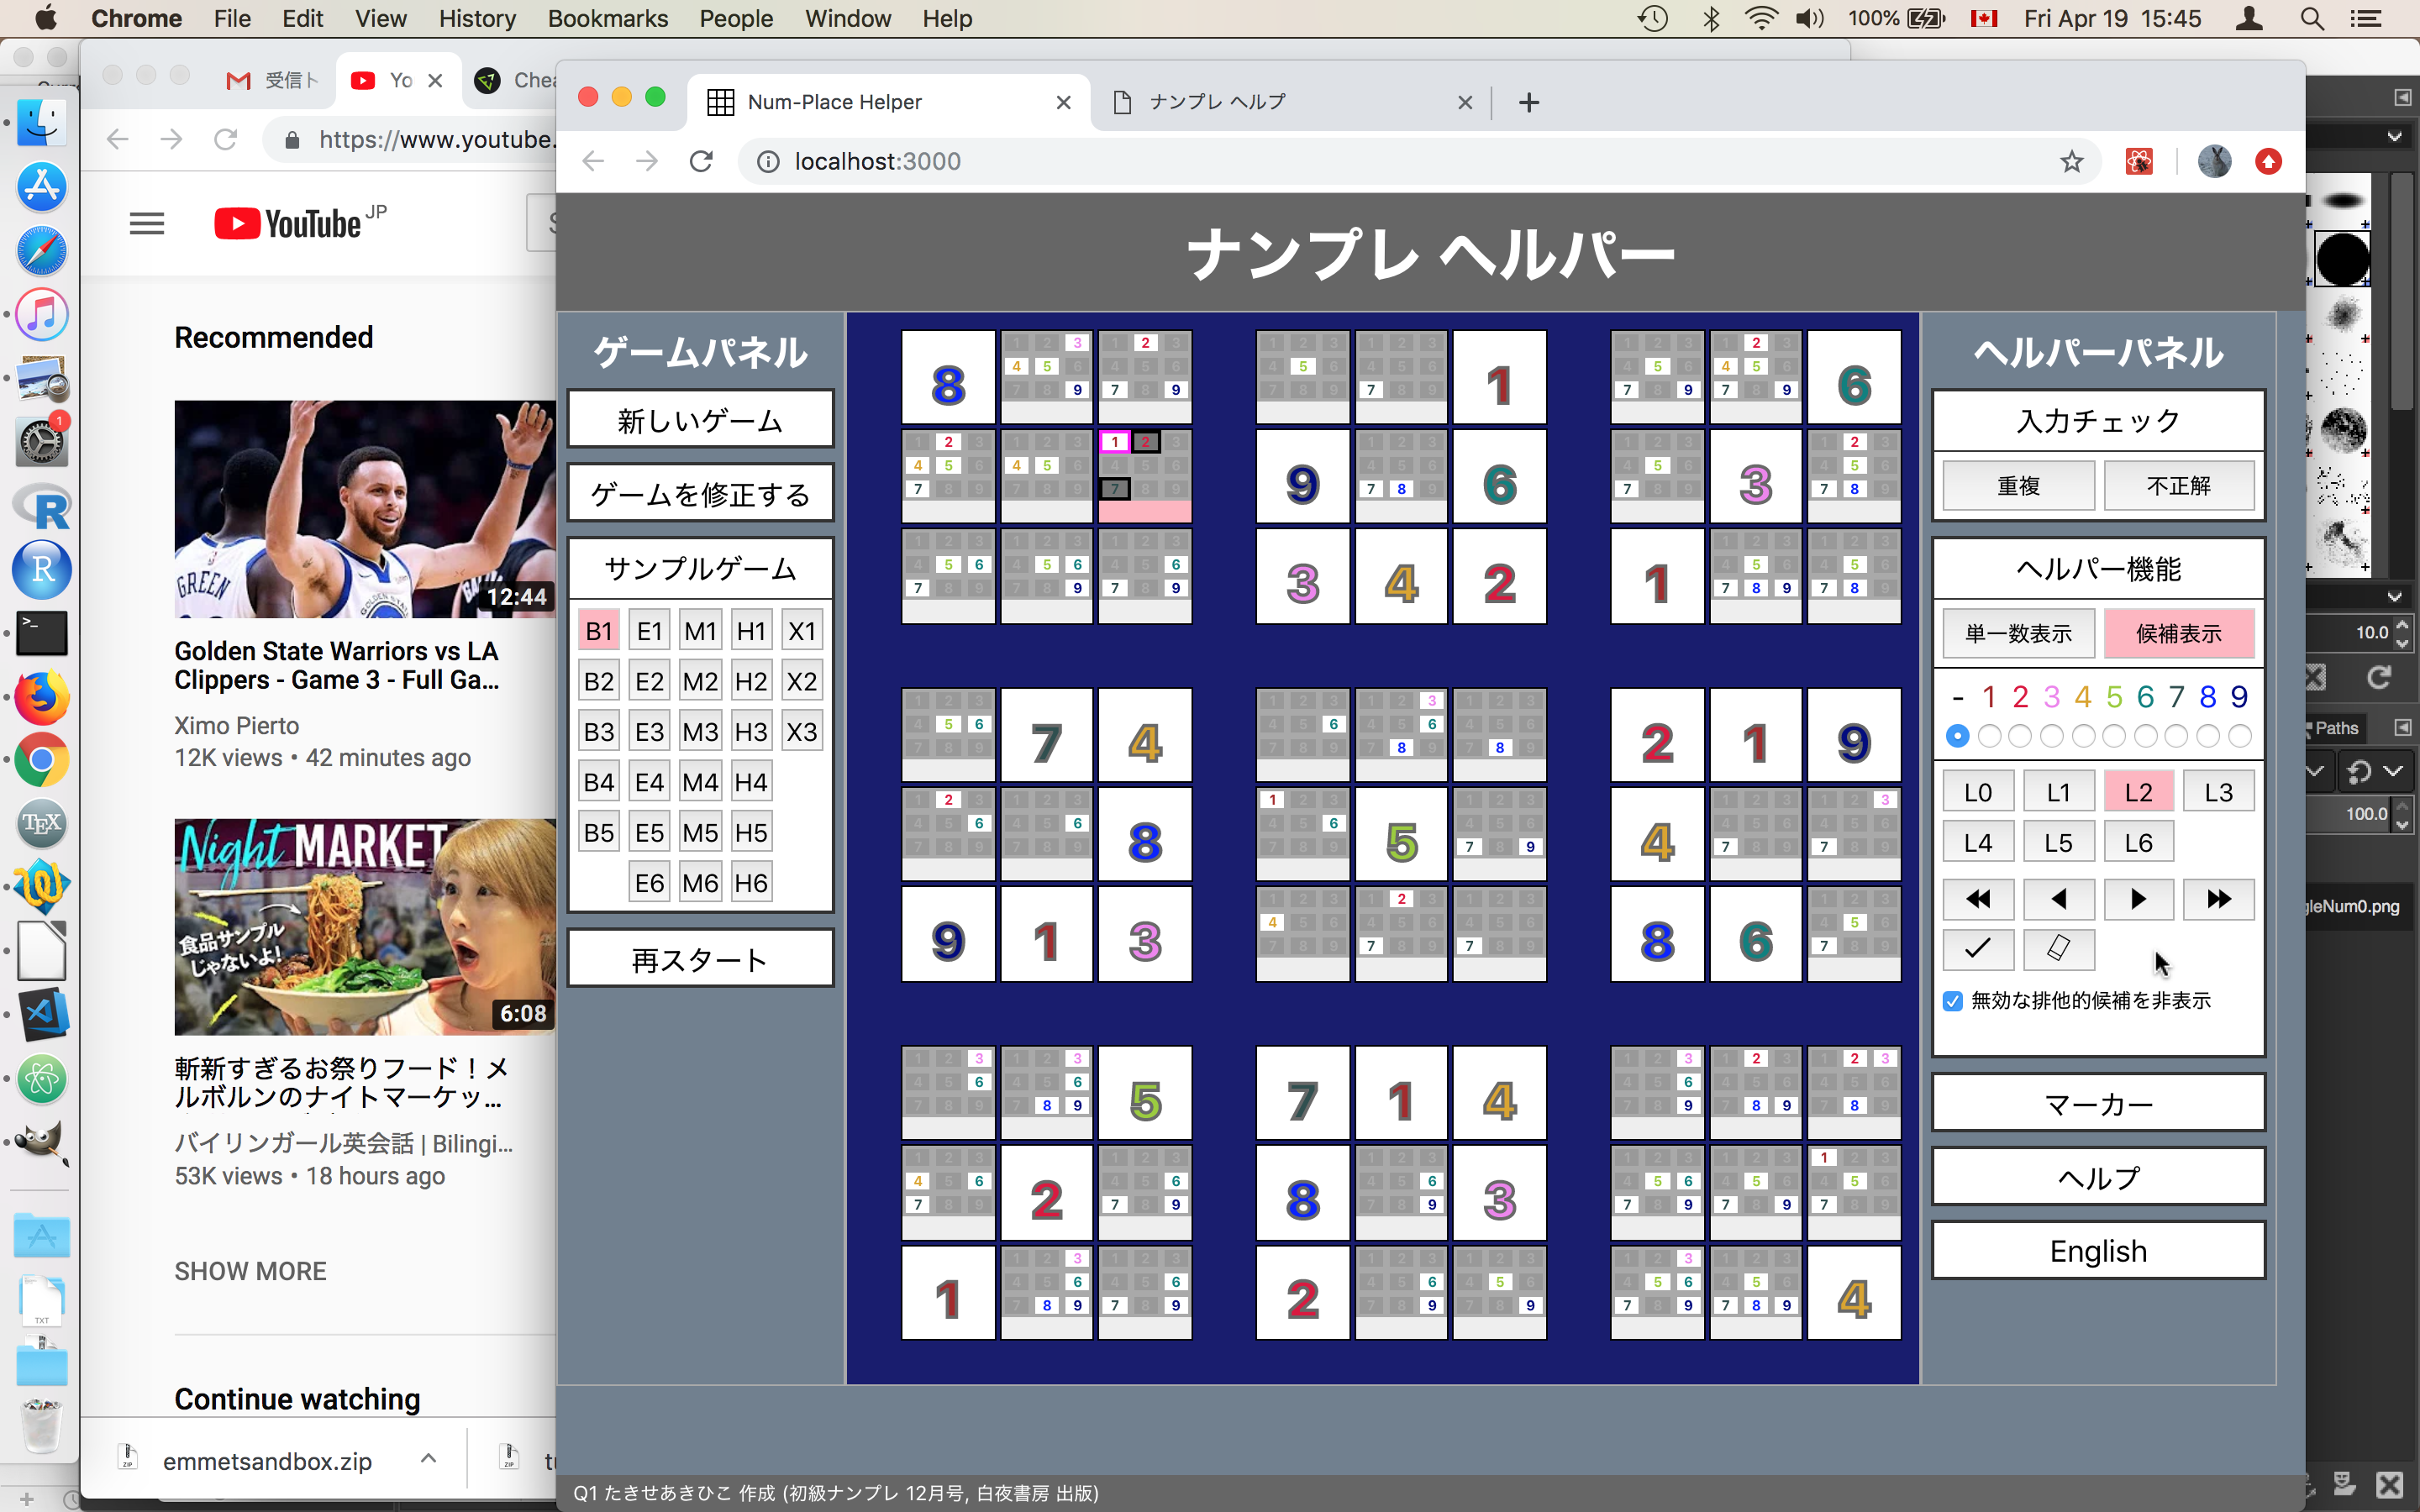 Chrome File Edit View History Bookmarks People Window Help 100% Fri Apr 19 15:45
受信ト Yo
Num-Place Helper ナンプレ ヘルプ
https://www.youtube.
localhost:3000
YouTube JP
ナンプレ ヘルパー
Recommended
12:44
Golden State Warriors vs LA
Clippers - Game 3 - Full Ga...
Ximo Pierto
12K views • 42 minutes ago
Night MARKET
食品サンプル
じゃないよ!
6:08
斬新すぎるお祭りフード！メ
ルボルンのナイトマーケッ...
バイリンガール英会話 | Bilingi...
53K views • 18 hours ago
SHOW MORE
Continue watching
emmetsandbox.zip
ゲームパネル
新しいゲーム
ゲームを修正する
サンプルゲーム
B1 E1 M1 H1 X1
B2 E2 M2 H2 X2
B3 E3 M3 H3 X3
B4 E4 M4 H4
B5 E5 M5 H5
E6 M6 H6
再スタート
8 1 6
9 6 3
3 4 2 1
7 4 2 1 9
8 5 4
9 1 3 8 6
5 7 1 4
2 8 3
1 2 4
ヘルパーパネル
入力チェック
重複 不正解
ヘルパー機能
単一数表示 候補表示
- 1 2 3 4 5 6 7 8 9
L0 L1 L2 L3
L4 L5 L6
無効な排他的候補を非表示
マーカー
ヘルプ
English
10.0
Paths
100.0
gleNum0.png
Q1 たきせあきひこ 作成 (初級ナンプレ 12月号, 白夜書房 出版)